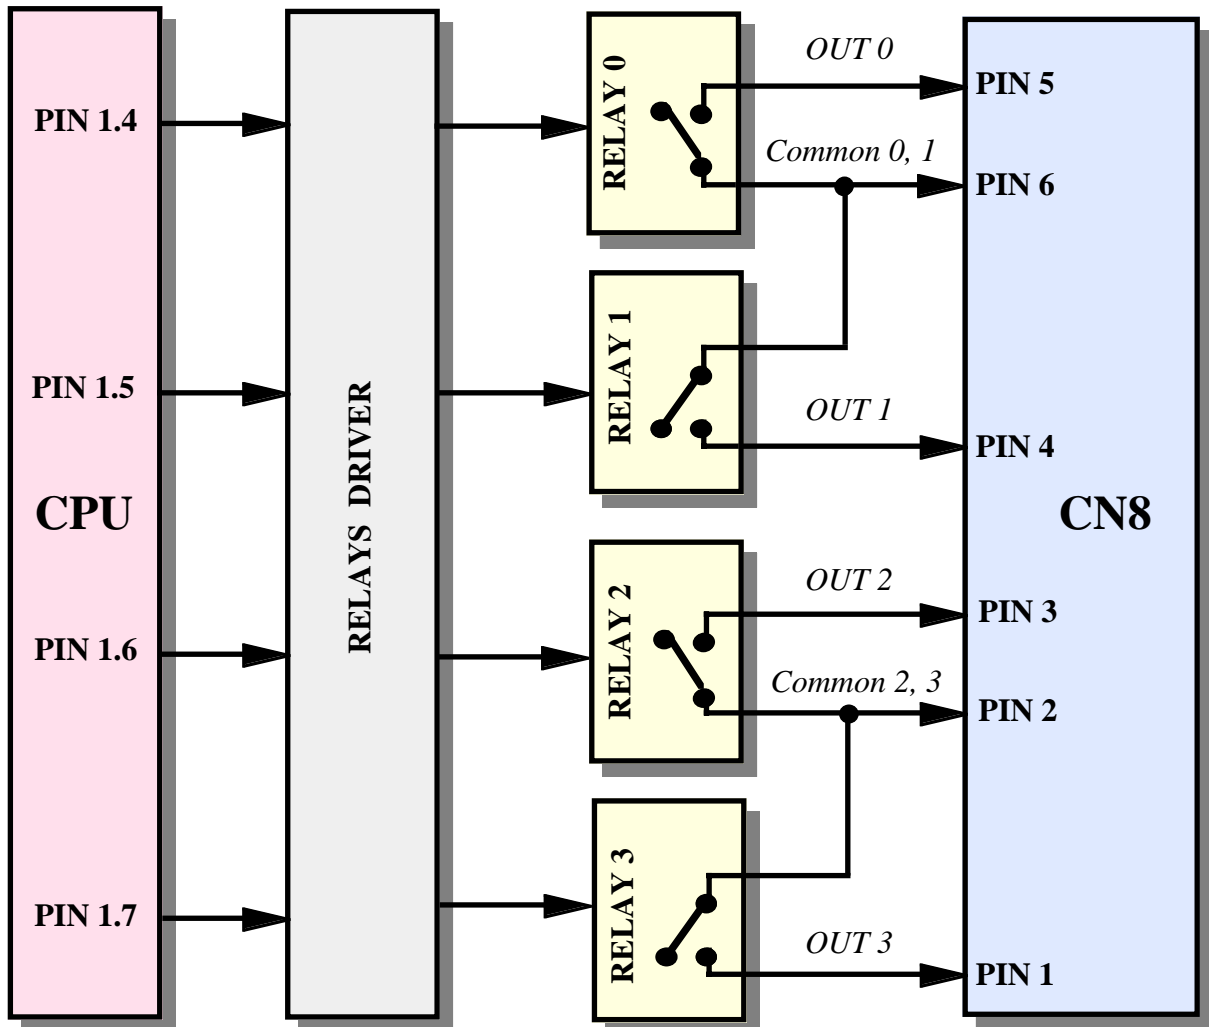 PIN 1.4
PIN 1.5
CPU
PIN 1.6
PIN 1.7
RELAYS DRIVER
RELAY 0
RELAY 1
RELAY 2
RELAY 3
OUT 0
Common 0, 1
OUT 1
OUT 2
Common 2, 3
OUT 3
PIN 5
PIN 6
PIN 4
CN8
PIN 3
PIN 2
PIN 1